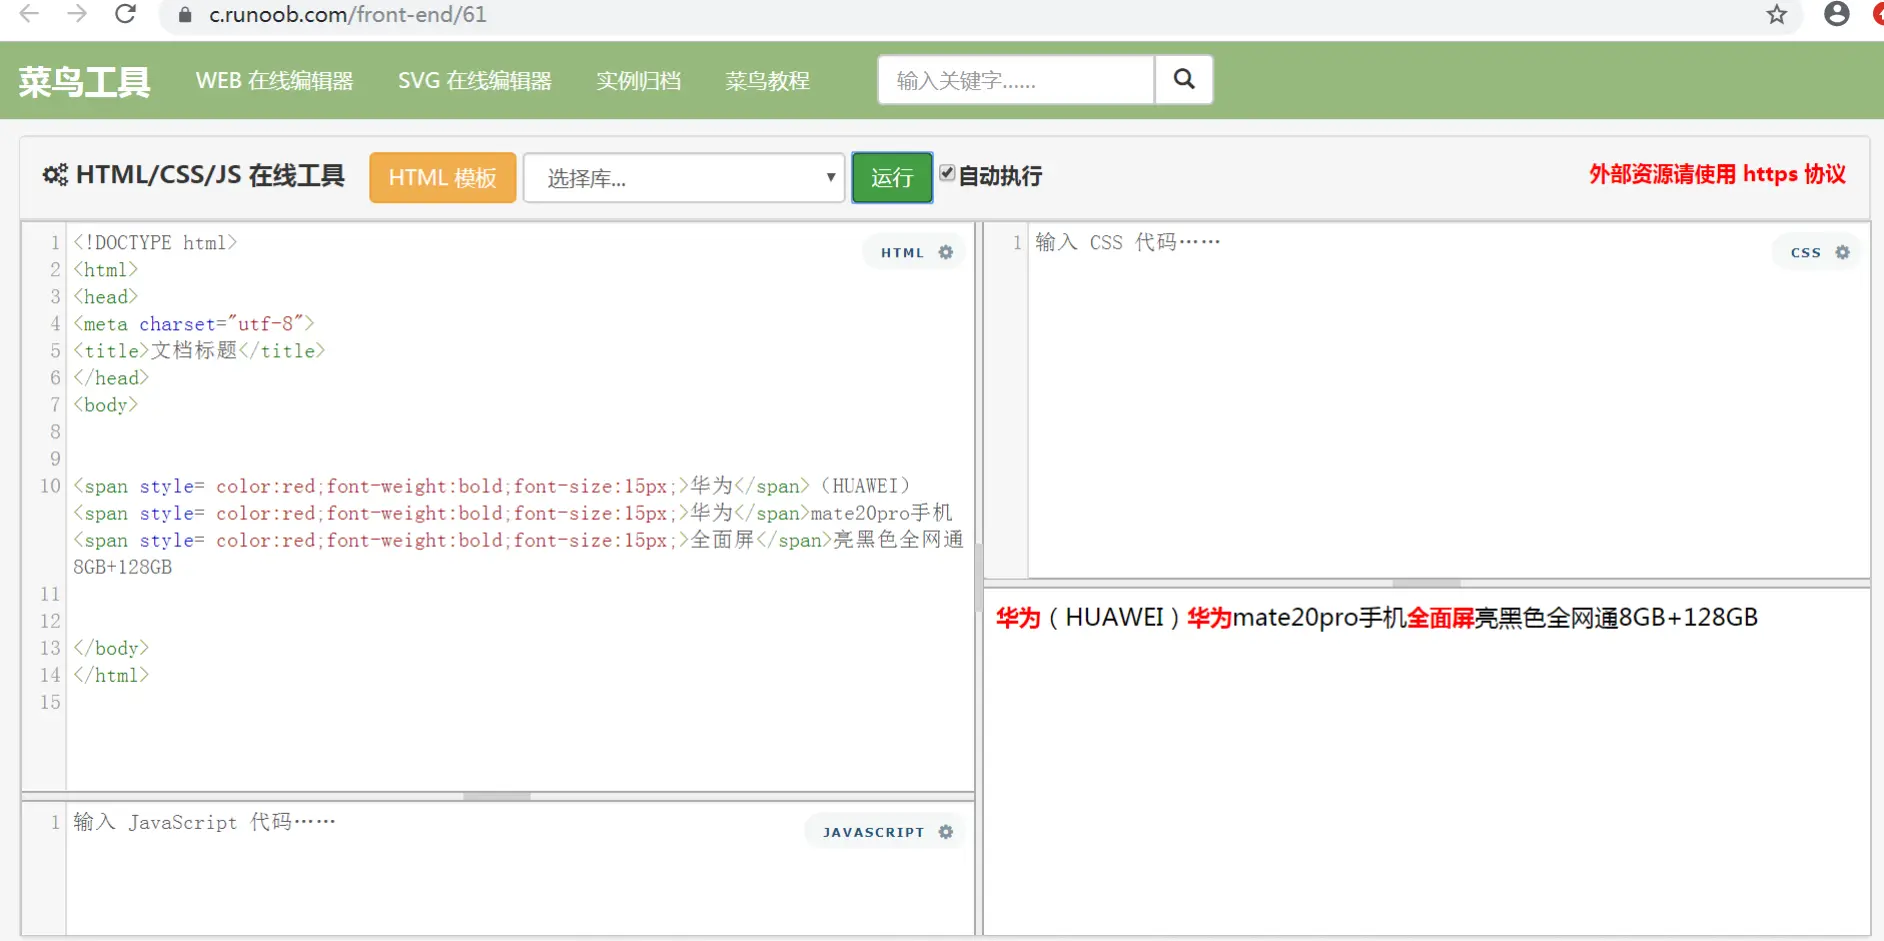 c.runoob.com/front-end/61
菜鸟工具 WEB 在线编辑器 SVG 在线编辑器 实例归档 菜鸟教程 输入关键字......
HTML/CSS/JS 在线工具 HTML 模板 选择库... 运行 自动执行 外部资源请使用 https 协议
HTML
1 <!DOCTYPE html>
2 <html>
3 <head>
4 <meta charset="utf-8">
5 <title>文档标题</title>
6 </head>
7 <body>
8
9
10 <span style= color:red;font-weight:bold;font-size:15px;>华为</span>（HUAWEI）
<span style= color:red;font-weight:bold;font-size:15px;>华为</span>mate20pro手机
<span style= color:red;font-weight:bold;font-size:15px;>全面屏</span>亮黑色全网通
8GB+128GB
11
12
13 </body>
14 </html>
15
1 输入 JavaScript 代码……
JAVASCRIPT
1 输入 CSS 代码……
CSS
华为（HUAWEI）华为mate20pro手机全面屏亮黑色全网通8GB+128GB